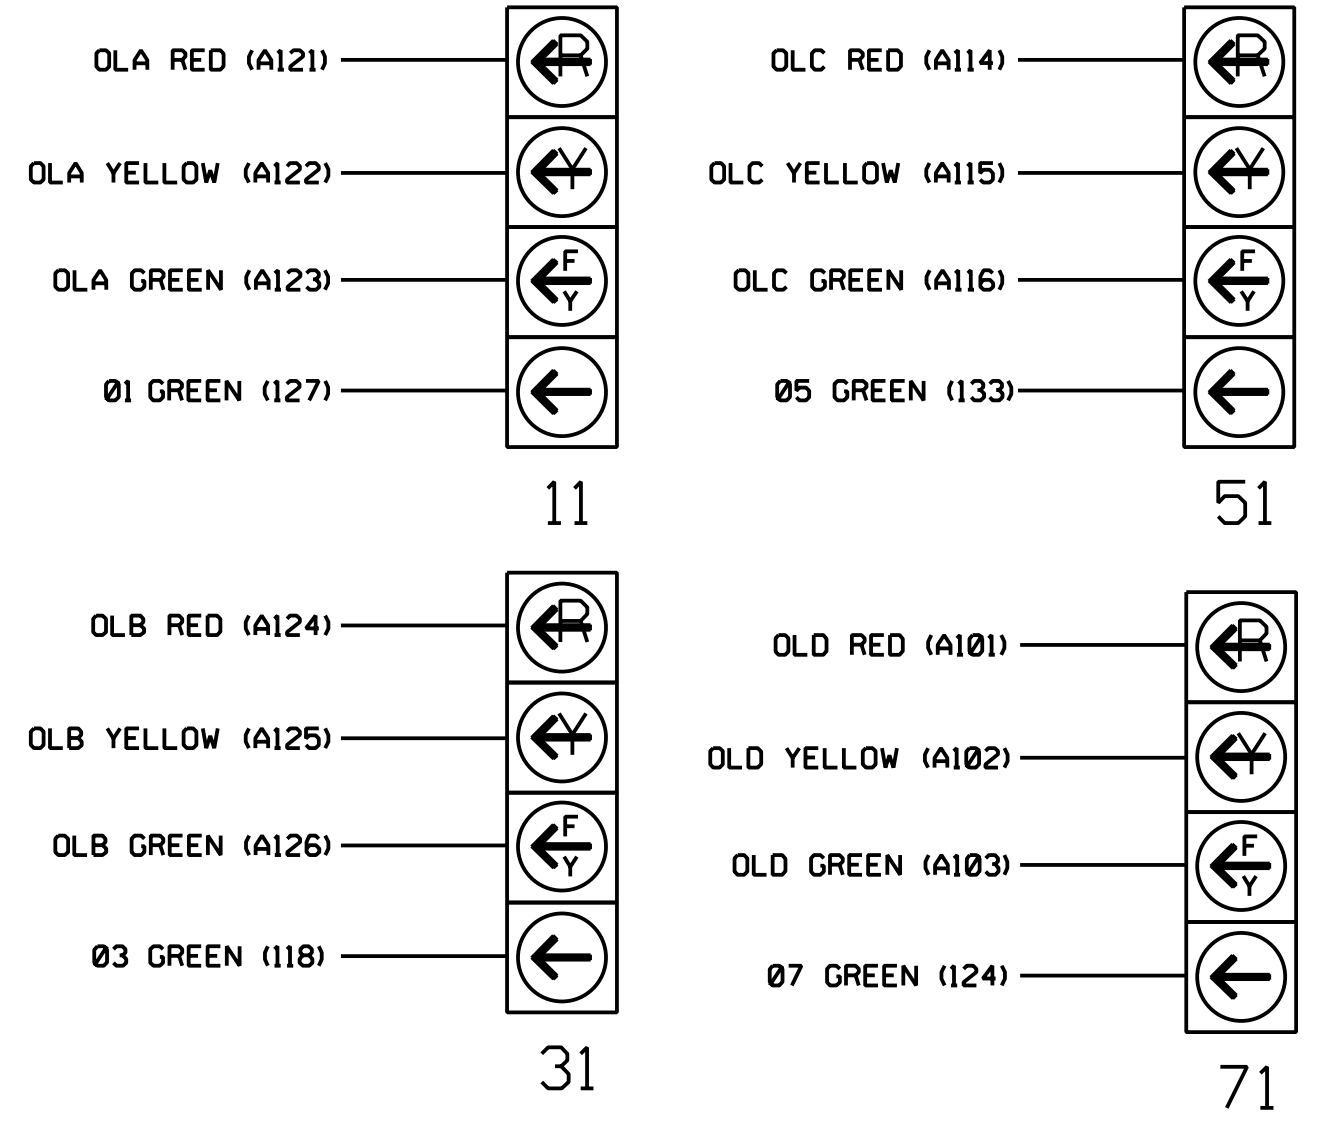 OLA RED (A121)
R
OLA YELLOW (A122)
Y
OLA GREEN (A123)
F
Y
Ø1 GREEN (127)
11
OLC RED (A114)
R
OLC YELLOW (A115)
Y
OLC GREEN (A116)
F
Y
Ø5 GREEN (133)
51
OLB RED (A124)
R
OLB YELLOW (A125)
Y
OLB GREEN (A126)
F
Y
Ø3 GREEN (118)
31
OLD RED (A101)
R
OLD YELLOW (A102)
Y
OLD GREEN (A103)
F
Y
Ø7 GREEN (124)
71